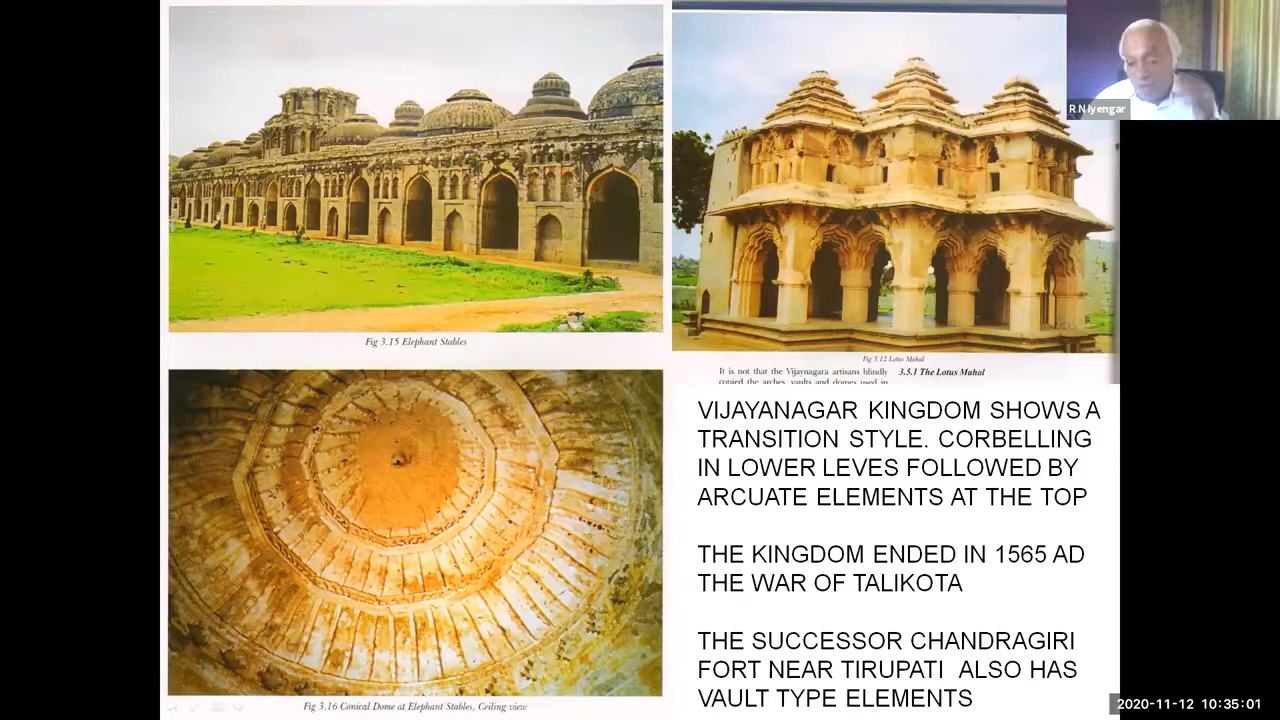 R N Iyengar
Fig 3.15 Elephant Stables
Fig 3.12 Lotus Mahal
It is not that the Vijaynagara artisans blindly
copied the arches, vaults and domes used in
3.5.1 The Lotus Mahal
VIJAYANAGAR KINGDOM SHOWS A
TRANSITION STYLE. CORBELLING
IN LOWER LEVES FOLLOWED BY
ARCUATE ELEMENTS AT THE TOP
THE KINGDOM ENDED IN 1565 AD
THE WAR OF TALIKOTA
THE SUCCESSOR CHANDRAGIRI
FORT NEAR TIRUPATI ALSO HAS
VAULT TYPE ELEMENTS
Fig 3.16 Conical Dome at Elephant Stables, Ceiling view
2020-11-12 10:35:01